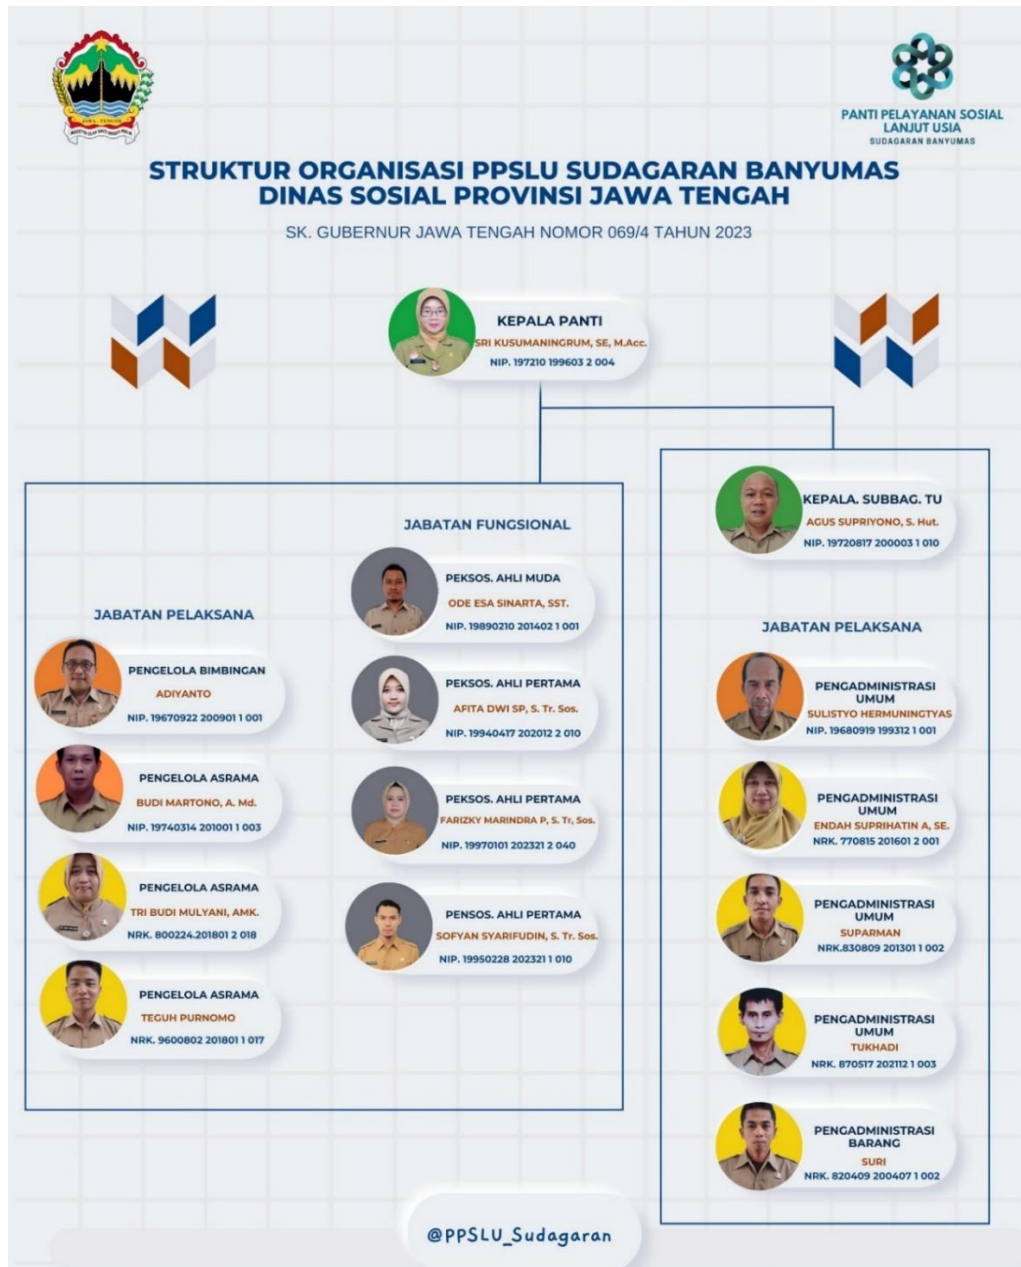 JAWA - TENGAH
PANTI PELAYANAN SOSIAL
LANJUT USIA
SUDAGARAN BANYUMAS
STRUKTUR ORGANISASI PPSLU SUDAGARAN BANYUMAS
DINAS SOSIAL PROVINSI JAWA TENGAH
SK. GUBERNUR JAWA TENGAH NOMOR 069/4 TAHUN 2023
KEPALA PANTI
SRI KUSUMANINGRUM, SE, M.Acc.
NIP. 197210 199603 2 004
JABATAN PELAKSANA
PENGELOLA BIMBINGAN
ADIYANTO
NIP. 19670922 200901 1 001
PENGELOLA ASRAMA
BUDI MARTONO, A. Md.
NIP. 19740314 201001 1 003
PENGELOLA ASRAMA
TRI BUDI MULYANI, AMK.
NRK. 800224.201801 2 018
PENGELOLA ASRAMA
TEGUH PURNOMO
NRK. 9600802 201801 1 017
JABATAN FUNGSIONAL
PEKSOS. AHLI MUDA
ODE ESA SINARTA, SST.
NIP. 19890210 201402 1 001
PEKSOS. AHLI PERTAMA
AFITA DWI SP, S. Tr. Sos.
NIP. 19940417 202012 2 010
PEKSOS. AHLI PERTAMA
FARIZKY MARINDRA P, S. Tr, Sos.
NIP. 19970101 202321 2 040
PENSOS. AHLI PERTAMA
SOFYAN SYARIFUDIN, S. Tr. Sos.
NIP. 19950228 202321 1 010
KEPALA. SUBBAG. TU
AGUS SUPRIYONO, S. Hut.
NIP. 19720817 200003 1 010
JABATAN PELAKSANA
PENGADMINISTRASI
UMUM
SULISTYO HERMUNINGTYAS
NIP. 19680919 199312 1 001
PENGADMINISTRASI
UMUM
ENDAH SUPRIHATIN A, SE.
NRK. 770815 201601 2 001
PENGADMINISTRASI
UMUM
SUPARMAN
NRK.830809 201301 1 002
PENGADMINISTRASI
UMUM
TUKHADI
NRK. 870517 202112 1 003
PENGADMINISTRASI
BARANG
SURI
NRK. 820409 200407 1 002
@PPSLU_Sudagaran